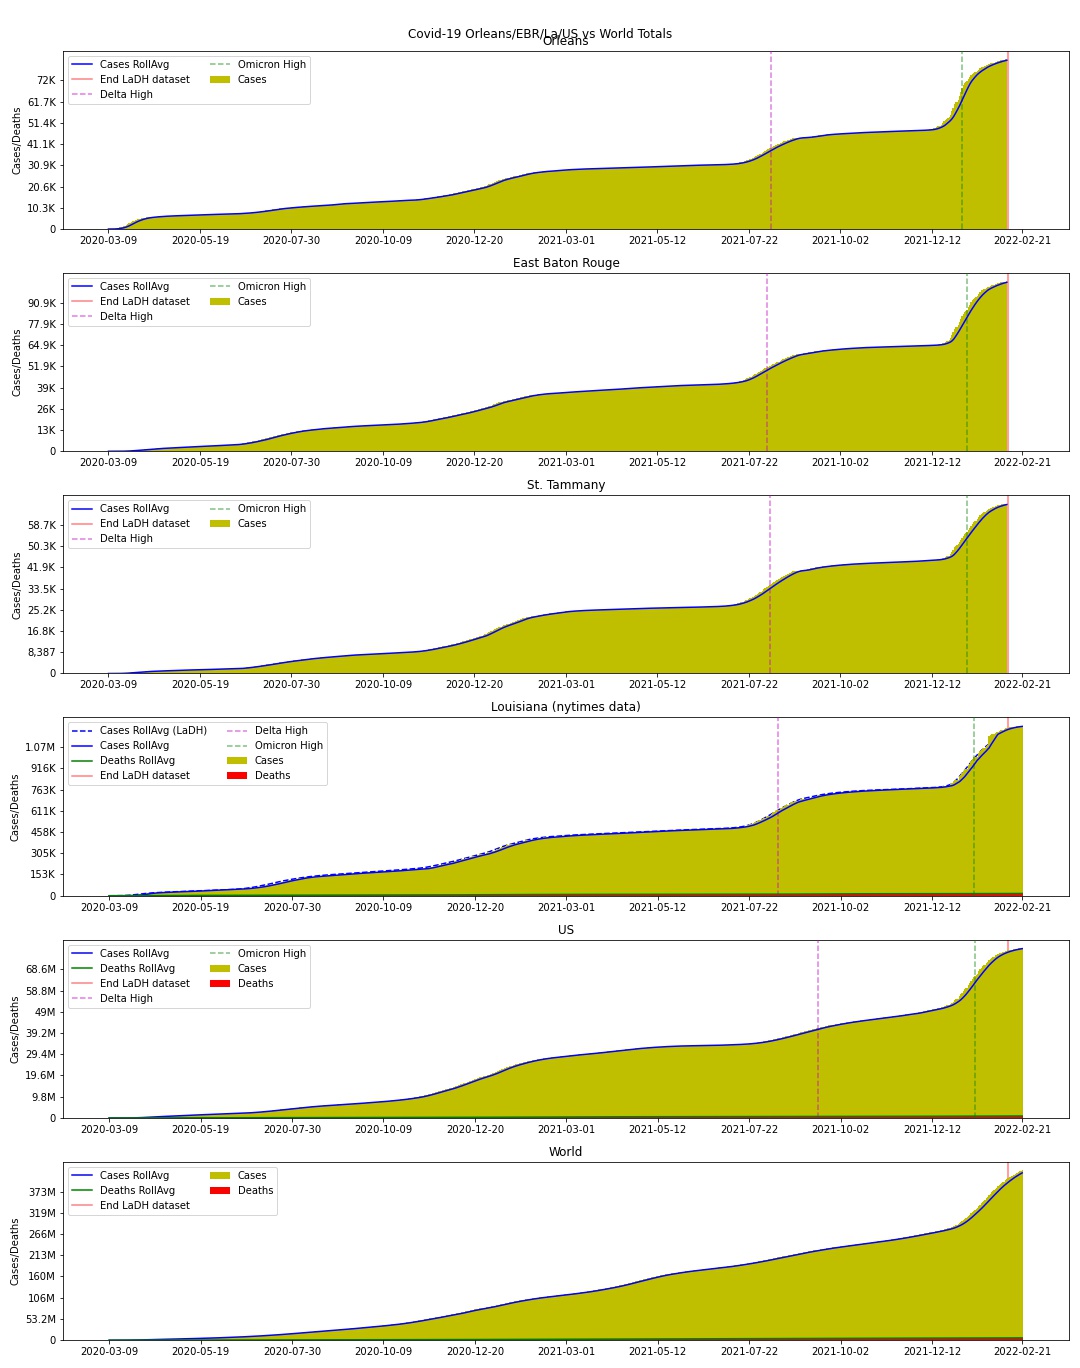 Covid-19 Orleans/EBR/La/US vs World Totals
Orleans
Cases RollAvg Omicron High
End LaDH dataset Cases
Delta High
Cases/Deaths
72K
61.7K
51.4K
41.1K
30.9K
20.6K
10.3K
0
2020-03-09 2020-05-19 2020-07-30 2020-10-09 2020-12-20 2021-03-01 2021-05-12 2021-07-22 2021-10-02 2021-12-12 2022-02-21
East Baton Rouge
Cases RollAvg Omicron High
End LaDH dataset Cases
Delta High
Cases/Deaths
90.9K
77.9K
64.9K
51.9K
39K
26K
13K
0
2020-03-09 2020-05-19 2020-07-30 2020-10-09 2020-12-20 2021-03-01 2021-05-12 2021-07-22 2021-10-02 2021-12-12 2022-02-21
St. Tammany
Cases RollAvg Omicron High
End LaDH dataset Cases
Delta High
Cases/Deaths
58.7K
50.3K
41.9K
33.5K
25.2K
16.8K
8,387
0
2020-03-09 2020-05-19 2020-07-30 2020-10-09 2020-12-20 2021-03-01 2021-05-12 2021-07-22 2021-10-02 2021-12-12 2022-02-21
Louisiana (nytimes data)
Cases RollAvg (LaDH) Delta High
Cases RollAvg Omicron High
Deaths RollAvg Cases
End LaDH dataset Deaths
Cases/Deaths
1.07M
916K
763K
611K
458K
305K
153K
0
2020-03-09 2020-05-19 2020-07-30 2020-10-09 2020-12-20 2021-03-01 2021-05-12 2021-07-22 2021-10-02 2021-12-12 2022-02-21
US
Cases RollAvg Omicron High
Deaths RollAvg Cases
End LaDH dataset Deaths
Delta High
Cases/Deaths
68.6M
58.8M
49M
39.2M
29.4M
19.6M
9.8M
0
2020-03-09 2020-05-19 2020-07-30 2020-10-09 2020-12-20 2021-03-01 2021-05-12 2021-07-22 2021-10-02 2021-12-12 2022-02-21
World
Cases RollAvg Cases
Deaths RollAvg Deaths
End LaDH dataset
Cases/Deaths
373M
319M
266M
213M
160M
106M
53.2M
0
2020-03-09 2020-05-19 2020-07-30 2020-10-09 2020-12-20 2021-03-01 2021-05-12 2021-07-22 2021-10-02 2021-12-12 2022-02-21